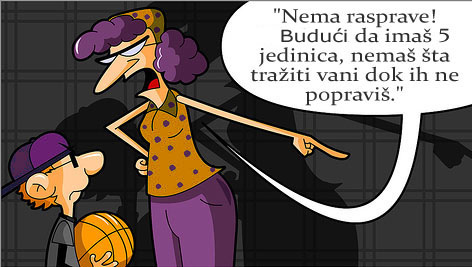 "Nema rasprave!
Budući da imaš 5
jedinica, nemaš šta
tražiti vani dok ih ne
popraviš."